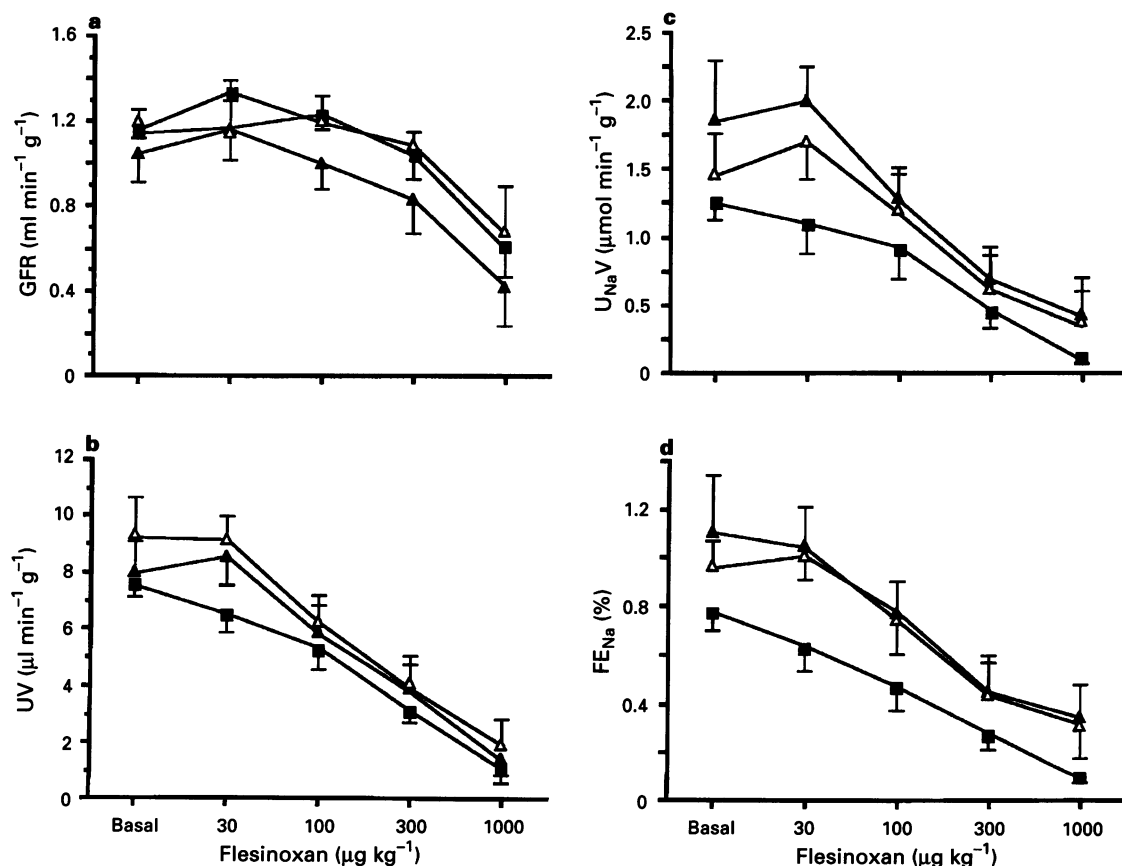 a
1.6
1.2
0.8
0.4
0
GFR (ml min⁻¹ g⁻¹)
b
12
10
8
6
4
2
0
UV (µl min⁻¹ g⁻¹)
Basal 30 100 300 1000
Flesinoxan (µg kg⁻¹)
c
2.5
2.0
1.5
1.0
0.5
0
U_NaV (µmol min⁻¹ g⁻¹)
d
1.2
0.8
0.4
0
FE_Na (%)
Basal 30 100 300 1000
Flesinoxan (µg kg⁻¹)